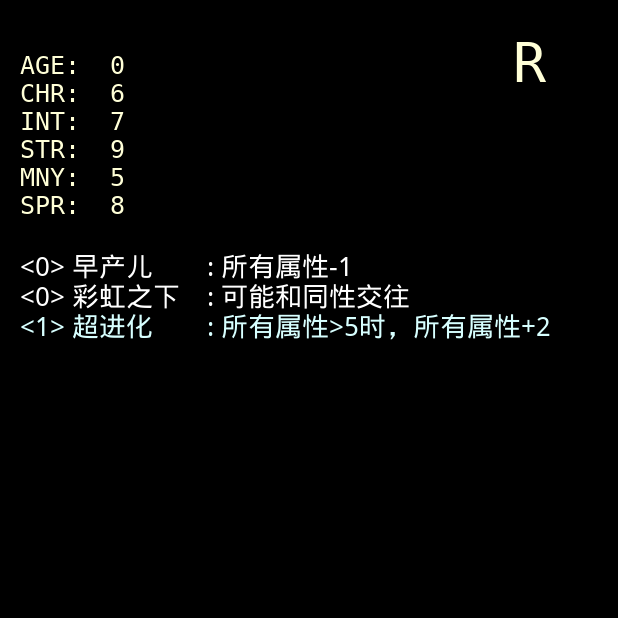 R
AGE: 0
CHR: 6
INT: 7
STR: 9
MNY: 5
SPR: 8
<0> 早产儿 : 所有属性-1
<0> 彩虹之下 : 可能和同性交往
<1> 超进化 : 所有属性>5时，所有属性+2